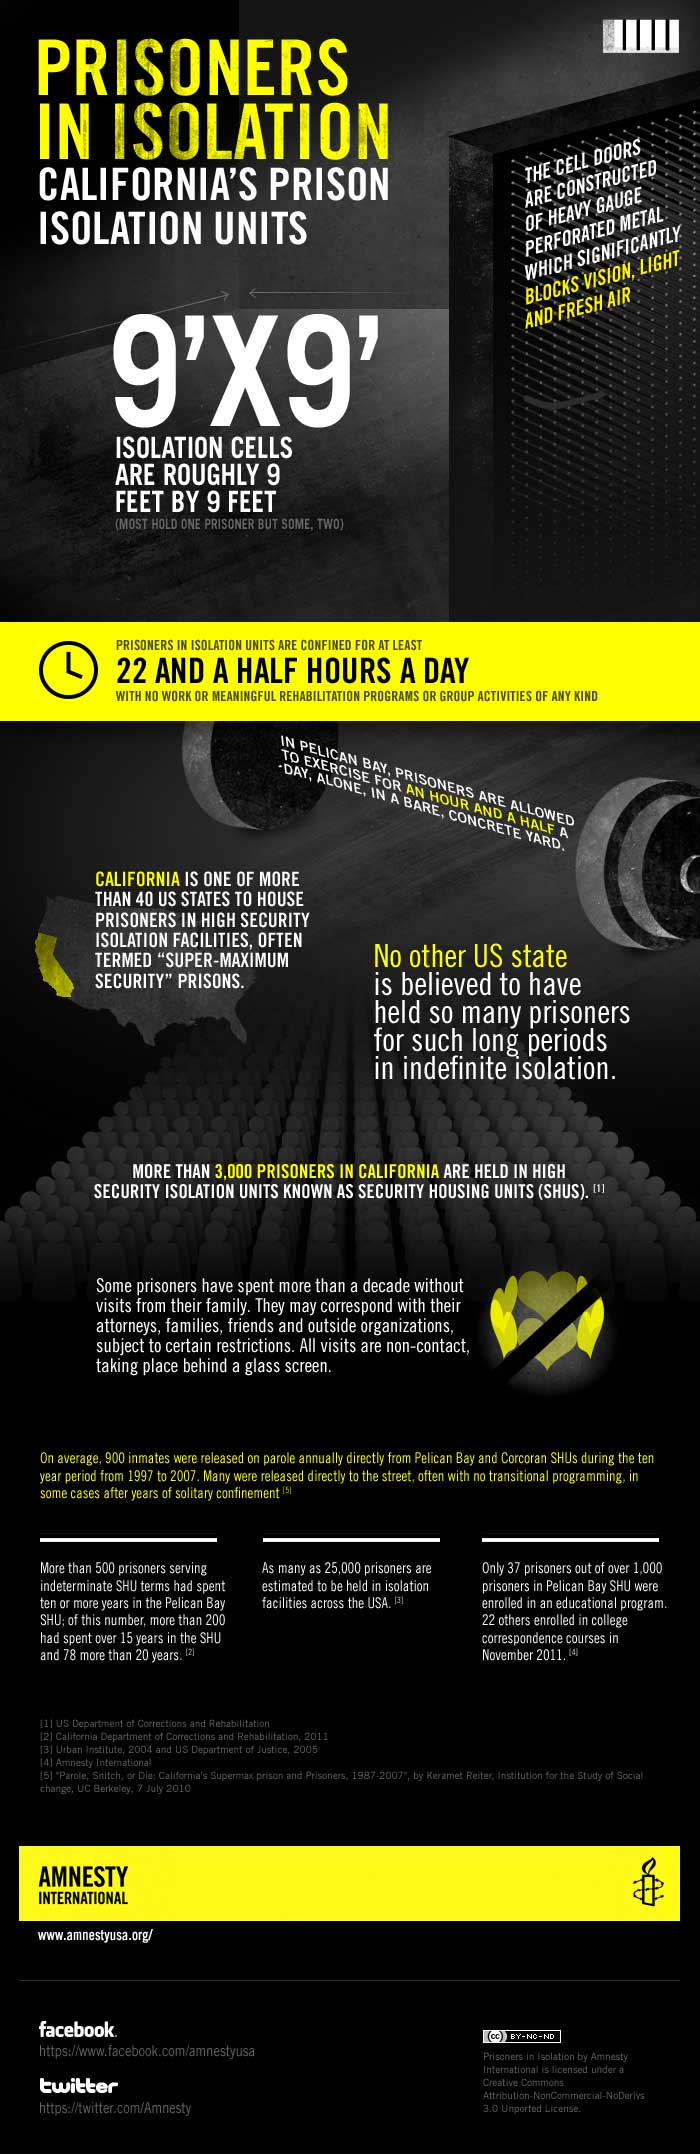 PRISONERS
IN ISOLATION
CALIFORNIA'S PRISON
ISOLATION UNITS
THE CELL DOORS
ARE CONSTRUCTED
OF HEAVY GAUGE
PERFORATED METAL
WHICH SIGNIFICANTLY
BLOCKS VISION, LIGHT
AND FRESH AIR
9'X9'
ISOLATION CELLS
ARE ROUGHLY 9
FEET BY 9 FEET
(MOST HOLD ONE PRISONER BUT SOME, TWO)
PRISONERS IN ISOLATION UNITS ARE CONFINED FOR AT LEAST
22 AND A HALF HOURS A DAY
WITH NO WORK OR MEANINGFUL REHABILITATION PROGRAMS OR GROUP ACTIVITIES OF ANY KIND
IN PELICAN BAY, PRISONERS ARE ALLOWED
TO EXERCISE FOR AN HOUR AND A HALF A
-DAY, ALONE, IN A BARE, CONCRETE YARD.
CALIFORNIA IS ONE OF MORE
THAN 40 US STATES TO HOUSE
PRISONERS IN HIGH SECURITY
ISOLATION FACILITIES, OFTEN
TERMED “SUPER-MAXIMUM
SECURITY” PRISONS.
No other US state
is believed to have
held so many prisoners
for such long periods
in indefinite isolation.
MORE THAN 3,000 PRISONERS IN CALIFORNIA ARE HELD IN HIGH
SECURITY ISOLATION UNITS KNOWN AS SECURITY HOUSING UNITS (SHUS). [1]
Some prisoners have spent more than a decade without
visits from their family. They may correspond with their
attorneys, families, friends and outside organizations,
subject to certain restrictions. All visits are non-contact,
taking place behind a glass screen.
On average, 900 inmates were released on parole annually directly from Pelican Bay and Corcoran SHUs during the ten
year period from 1997 to 2007. Many were released directly to the street, often with no transitional programming, in
some cases after years of solitary confinement [5]
More than 500 prisoners serving
indeterminate SHU terms had spent
ten or more years in the Pelican Bay
SHU; of this number, more than 200
had spent over 15 years in the SHU
and 78 more than 20 years. [2]
As many as 25,000 prisoners are
estimated to be held in isolation
facilities across the USA. [3]
Only 37 prisoners out of over 1,000
prisoners in Pelican Bay SHU were
enrolled in an educational program.
22 others enrolled in college
correspondence courses in
November 2011. [4]
[1] US Department of Corrections and Rehabilitation
[2] California Department of Corrections and Rehabilitation, 2011
[3] Urban Institute, 2004 and US Department of Justice, 2005
[4] Amnesty International
[5] "Parole, Snitch, or Die: California's Supermax prison and Prisoners, 1987-2007", by Keramet Reiter, Institution for the Study of Social
change, UC Berkeley, 7 July 2010
AMNESTY
INTERNATIONAL
www.amnestyusa.org/
facebook.
https://www.facebook.com/amnestyusa
twitter
https://twitter.com/Amnesty
cc BY-NC-ND
Prisoners in Isolation by Amnesty
International is licensed under a
Creative Commons
Attribution-NonCommercial-NoDerivs
3.0 Unported License.